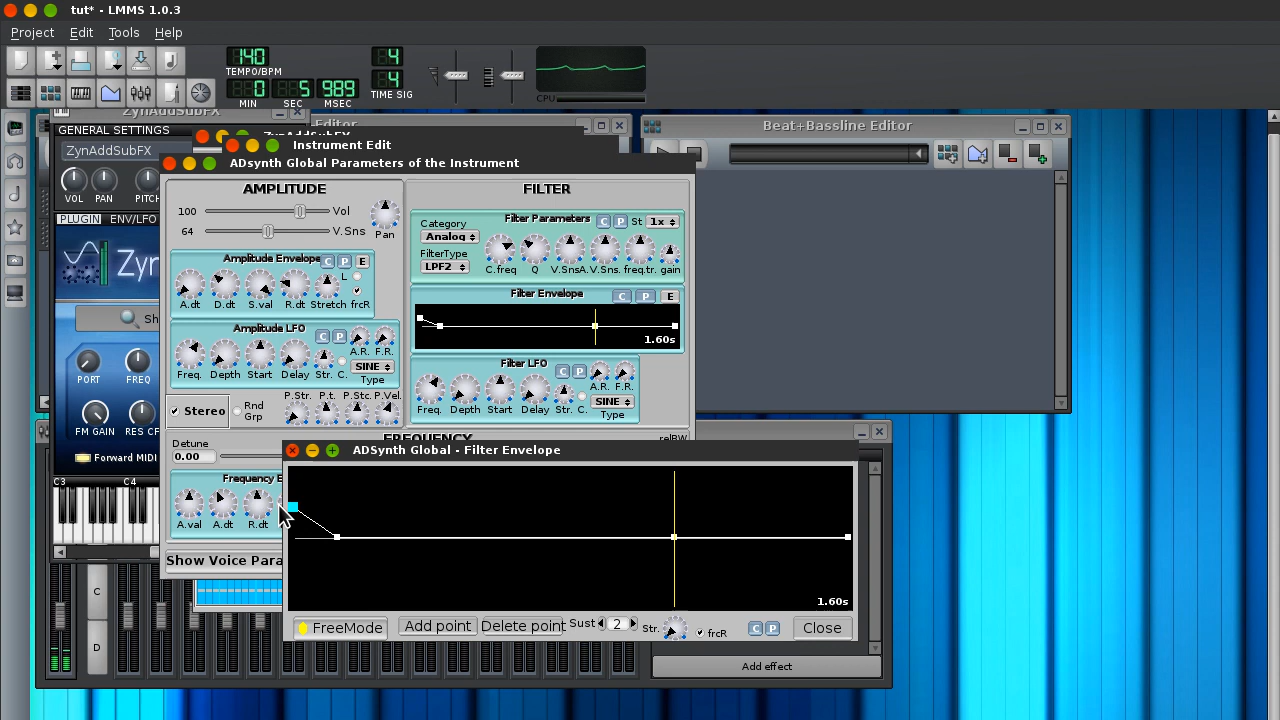 tut* - LMMS 1.0.3
Project Edit Tools Help
140
TEMPO/BPM
0 5 989
MIN SEC MSEC
4
4
TIME SIG
CPU
ZynAddSubFX
Editor
Beat+Bassline Editor
GENERAL SETTINGS
ZynAddSubFX
VOL PAN PITCH
PLUGIN ENV/LFO
Zyn
Sh
PORT FREQ
FM GAIN RES CF
Forward MIDI
C3 C4
ZynAddSubFX
Instrument Edit
ADsynth Global Parameters of the Instrument
AMPLITUDE
100 Vol
64 V.Sns
Pan
Amplitude Envelope C P E
L
A.dt D.dt S.val R.dt Stretch frcR
Amplitude LFO C P
A.R. F.R.
SINE
Freq. Depth Start Delay Str. C. Type
Stereo
Rnd Grp
P.Str. P.t. P.Stc. P.Vel.
FILTER
Filter Parameters C P St 1x
Category
Analog
FilterType
LPF2
C.freq Q V.SnsA. V.Sns. freq.tr. gain
Filter Envelope C P E
1.60s
Filter LFO C P
A.R. F.R.
SINE
Freq. Depth Start Delay Str. C. Type
FREQUENCY
relBW
Detune
0.00
Frequency E
A.val A.dt R.dt
Show Voice Para
ADSynth Global - Filter Envelope
1.60s
FreeMode Add point Delete point Sust 2 Str. frcR C P Close
C
D
Add effect